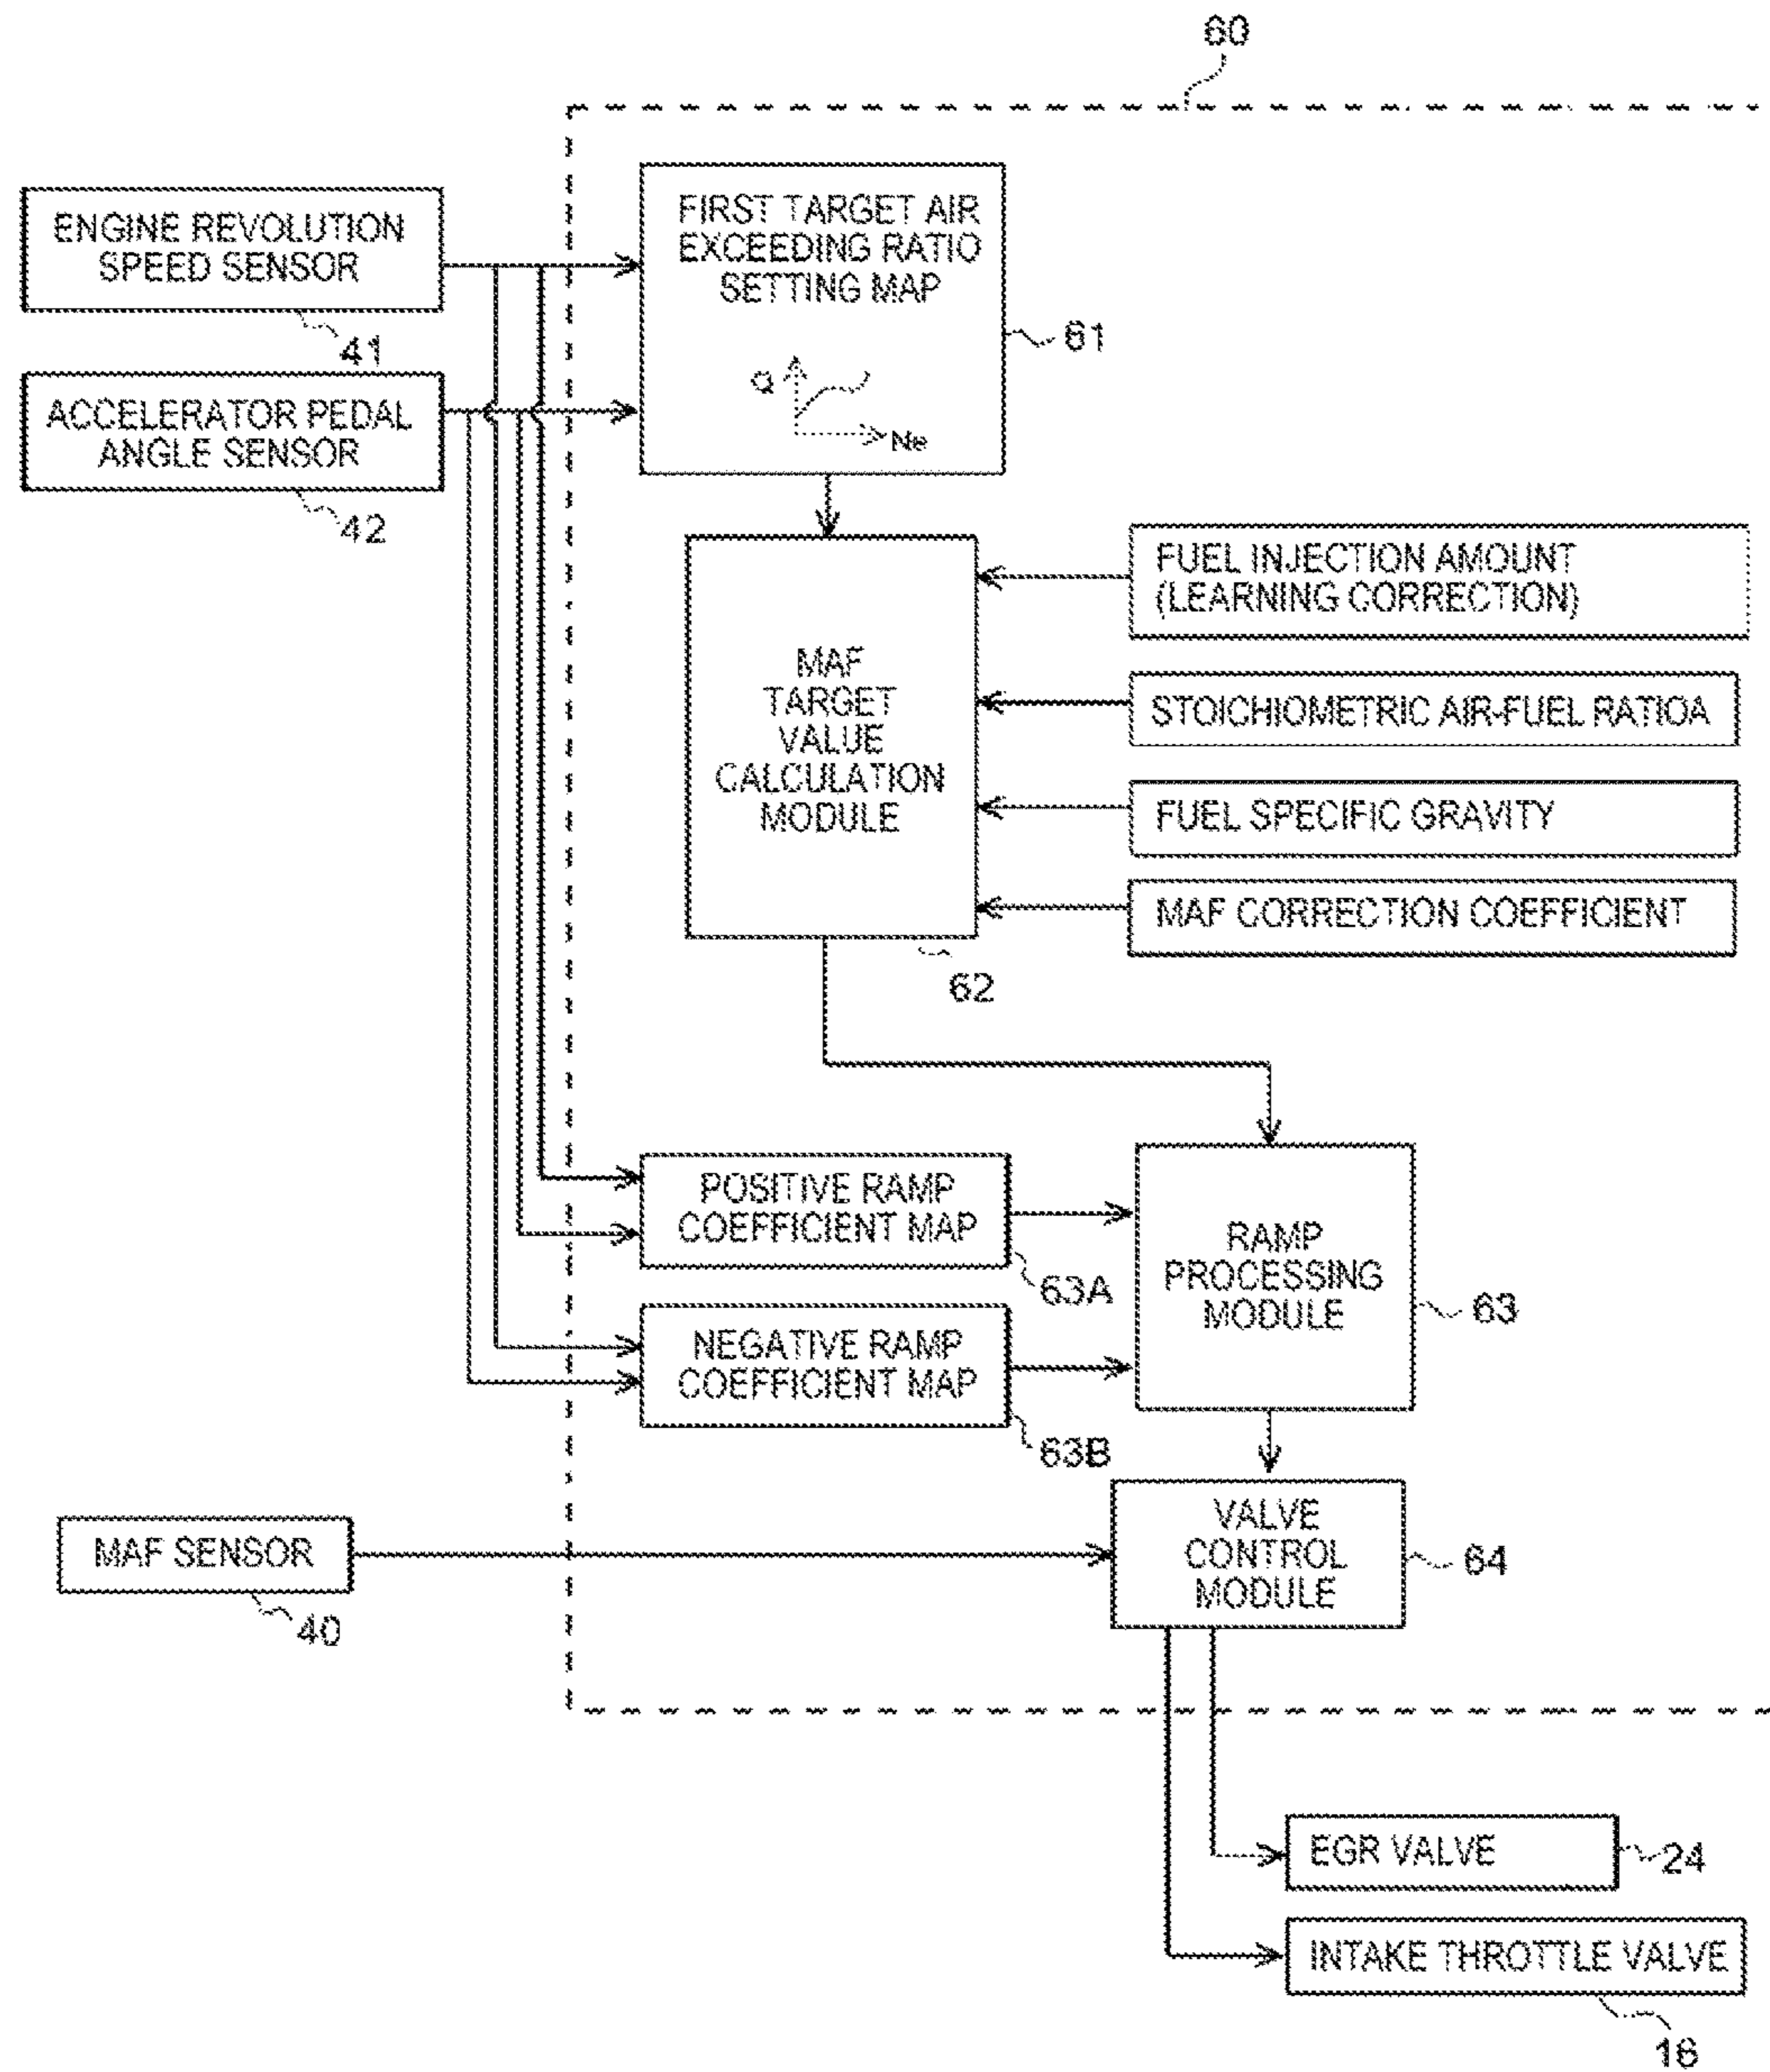 60
ENGINE REVOLUTION
SPEED SENSOR
41
ACCELERATOR PEDAL
ANGLE SENSOR
42
FIRST TARGET AIR
EXCEEDING RATIO
SETTING MAP
Q
Ne
61
MAF
TARGET
VALUE
CALCULATION
MODULE
62
FUEL INJECTION AMOUNT
(LEARNING CORRECTION)
STOICHIOMETRIC AIR-FUEL RATIOA
FUEL SPECIFIC GRAVITY
MAF CORRECTION COEFFICIENT
POSITIVE RAMP
COEFFICIENT MAP
63A
NEGATIVE RAMP
COEFFICIENT MAP
63B
RAMP
PROCESSING
MODULE
63
MAF SENSOR
40
VALVE
CONTROL
MODULE
64
EGR VALVE
24
INTAKE THROTTLE VALVE
16